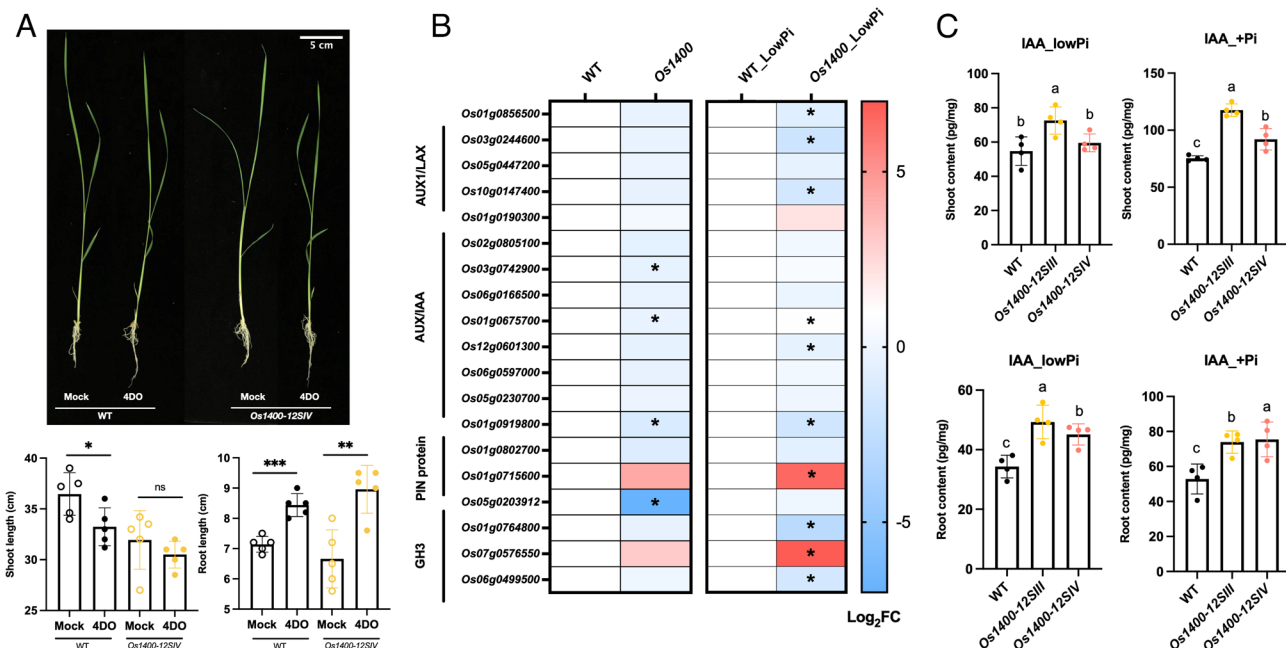 A
5 cm
Mock
4DO
Mock
4DO
WT
Os1400-12SIV
*
ns
Shoot length (cm)
40
35
30
25
Mock 4DO Mock 4DO
WT
Os1400-12SIV
***
**
Root length (cm)
10
9
8
7
6
5
Mock 4DO Mock 4DO
WT
Os1400-12SIV
B
WT
Os1400
WT_LowPi
Os1400_LowPi
AUX1/LAX
AUX/IAA
PIN protein
GH3
Os01g0856500 *
Os03g0244600 *
Os05g0447200
Os10g0147400 *
Os01g0190300
Os02g0805100
Os03g0742900 *
Os06g0166500
Os01g0675700 * *
Os12g0601300 *
Os06g0597000
Os05g0230700
Os01g0919800 * *
Os01g0802700
Os01g0715600 *
Os05g0203912 *
Os01g0764800 *
Os07g0576550 *
Os06g0499500 *
5
0
-5
Log2FC
C
IAA_lowPi
Shoot content (pg/mg)
100
80
60
40
20
0
b
a
b
WT
Os1400-12SIII
Os1400-12SIV
IAA_+Pi
Shoot content (pg/mg)
150
100
50
0
c
a
b
WT
Os1400-12SIII
Os1400-12SIV
IAA_lowPi
Root content (pg/mg)
60
40
20
0
c
a
b
WT
Os1400-12SIII
Os1400-12SIV
IAA_+Pi
Root content (pg/mg)
100
80
60
40
20
0
c
b
a
WT
Os1400-12SIII
Os1400-12SIV